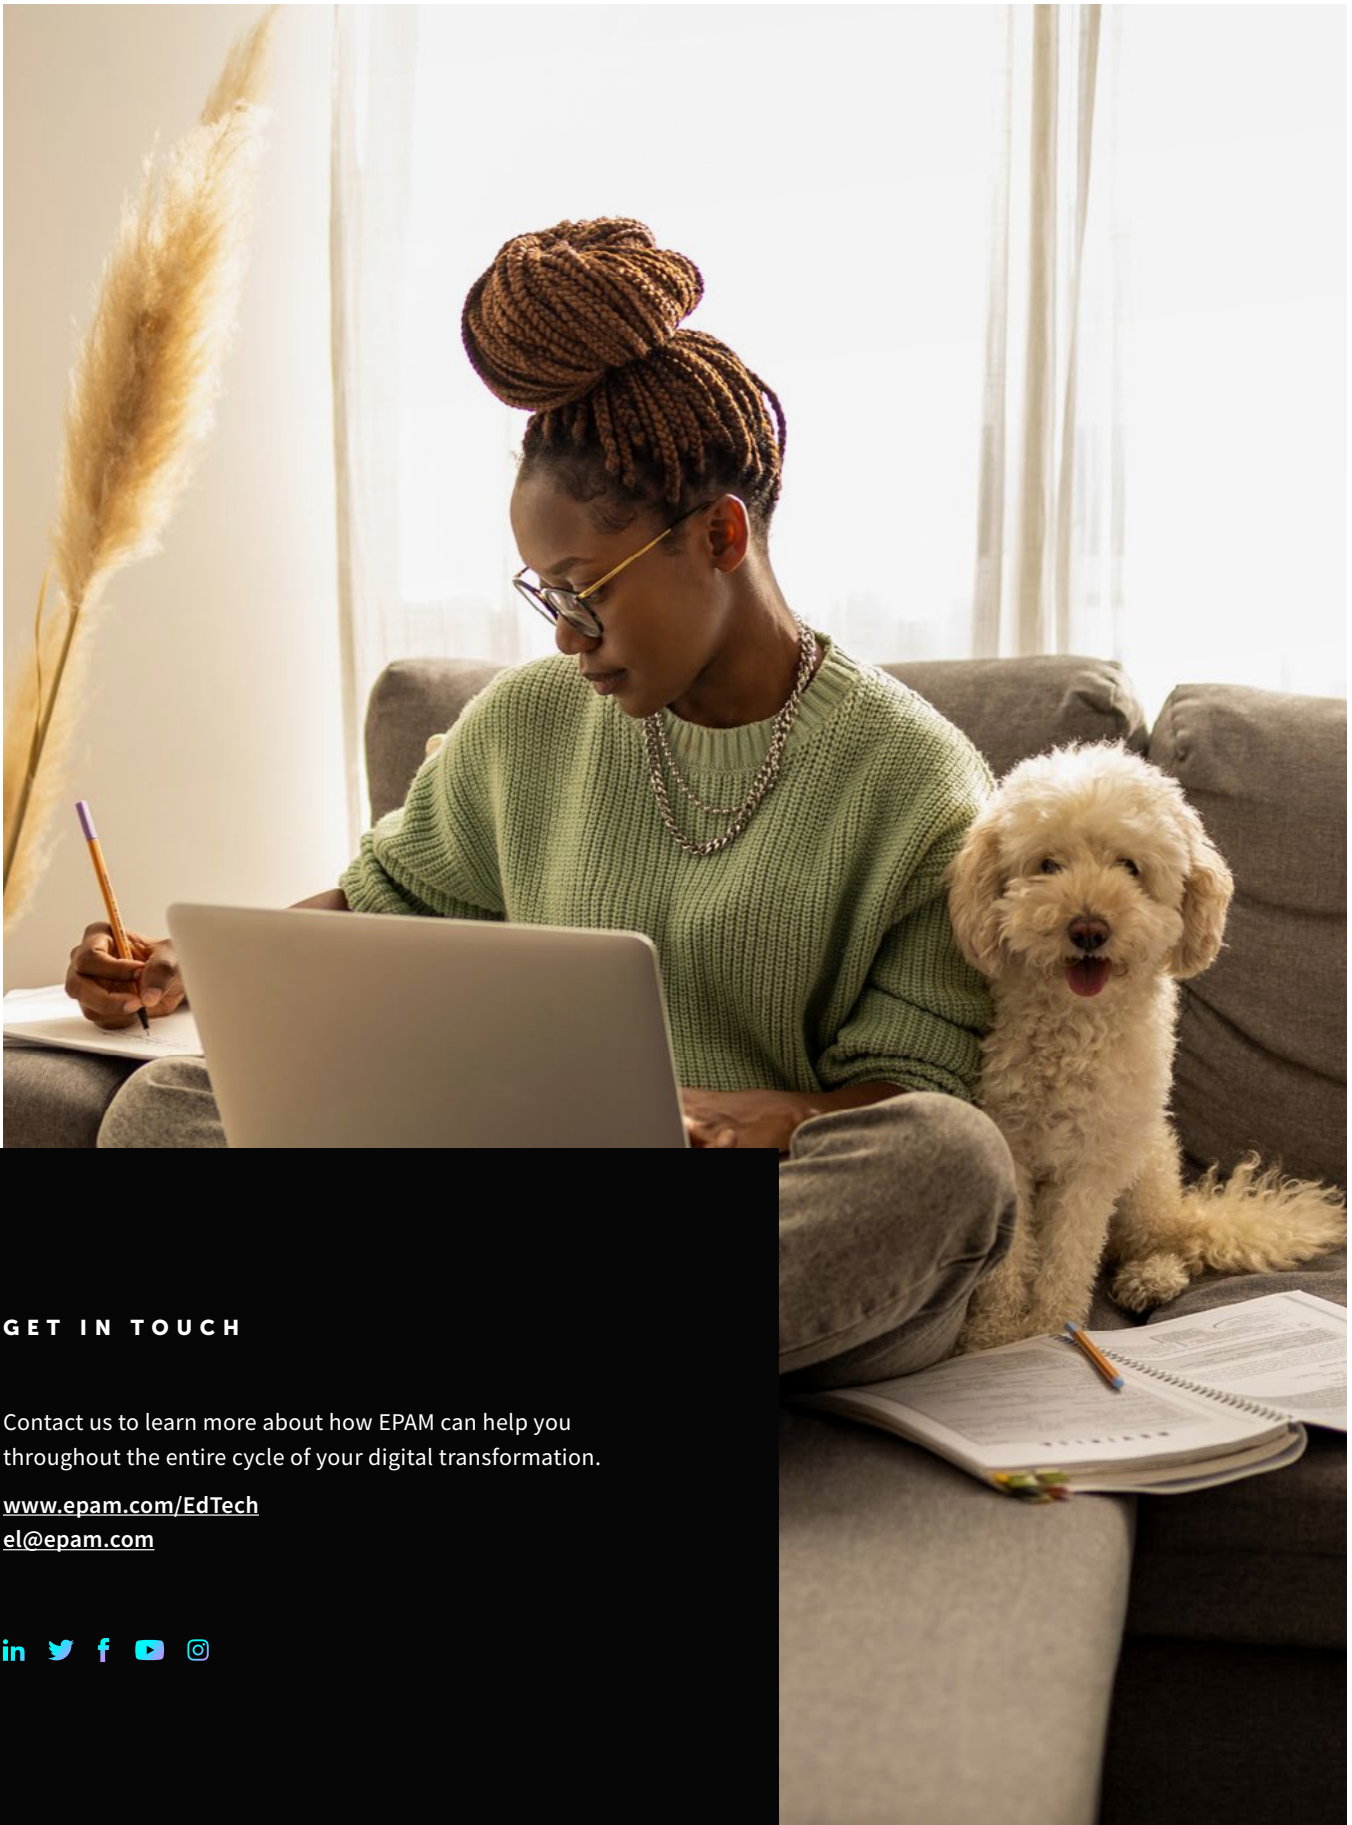 GET IN TOUCH
Contact us to learn more about how EPAM can help you
throughout the entire cycle of your digital transformation.
www.epam.com/EdTech
el@epam.com